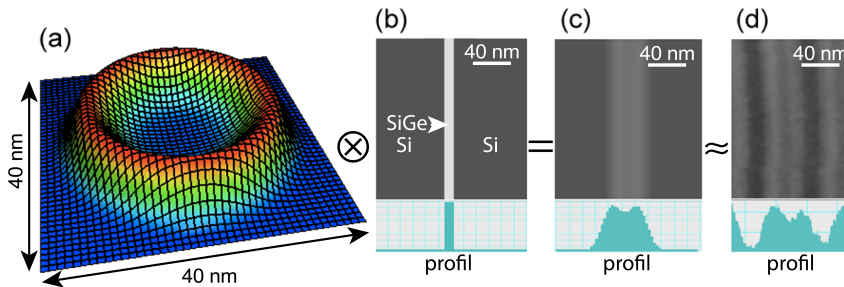 (a)
40 nm
40 nm
⊗
(b)
40 nm
SiGe
Si
Si
profil
=
(c)
40 nm
profil
≈
(d)
40 nm
profil